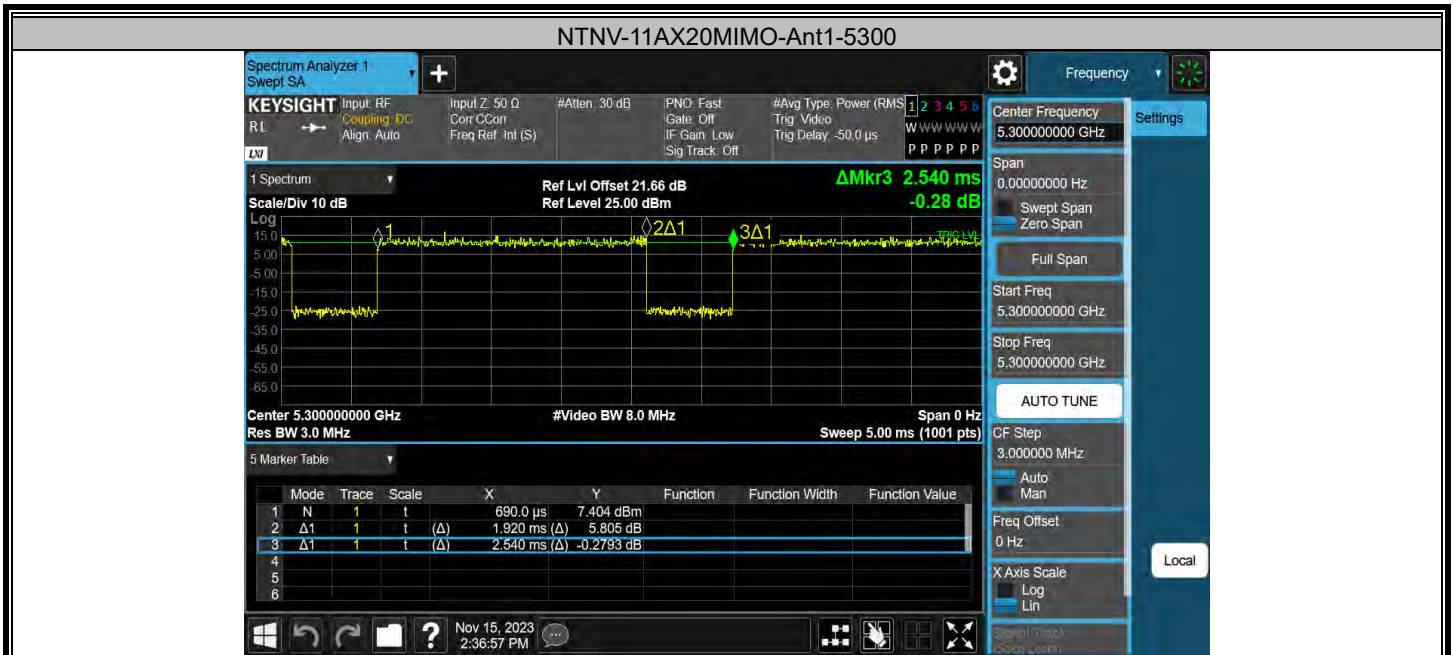 NTNV-11AX20MIMO-Ant1-5300
Spectrum Analyzer 1
Swept SA
+
Frequency
KEYSIGHT
RL
LXI
Input: RF
Coupling: DC
Align: Auto
Input Z: 50 Ω
Corr CCorr
Freq Ref: Int (S)
#Atten: 30 dB
PNO: Fast
Gate: Off
IF Gain: Low
Sig Track: Off
#Avg Type: Power (RMS
Trig: Video
Trig Delay: -50.0 µs
1 2 3 4 5 6
W W W W W W
P P P P P P
1 Spectrum
Scale/Div 10 dB
Log
Ref Lvl Offset 21.66 dB
Ref Level 25.00 dBm
ΔMkr3 2.540 ms
-0.28 dB
15.0
5.00
-5.00
-15.0
-25.0
-35.0
-45.0
-55.0
-65.0
1
2Δ1
3Δ1
TRIG LVL
Center 5.300000000 GHz
Res BW 3.0 MHz
#Video BW 8.0 MHz
Span 0 Hz
Sweep 5.00 ms (1001 pts)
5 Marker Table
Mode Trace Scale X Y Function Function Width Function Value
1 N 1 t 690.0 µs 7.404 dBm
2 Δ1 1 t (Δ) 1.920 ms (Δ) 5.805 dB
3 Δ1 1 t (Δ) 2.540 ms (Δ) -0.2793 dB
4
5
6
Nov 15, 2023
2:36:57 PM
Center Frequency
5.300000000 GHz
Settings
Span
0.00000000 Hz
Swept Span
Zero Span
Full Span
Start Freq
5.300000000 GHz
Stop Freq
5.300000000 GHz
AUTO TUNE
CF Step
3.000000 MHz
Auto
Man
Freq Offset
0 Hz
X Axis Scale
Log
Lin
Local
Signal Track
(Span Zoom)